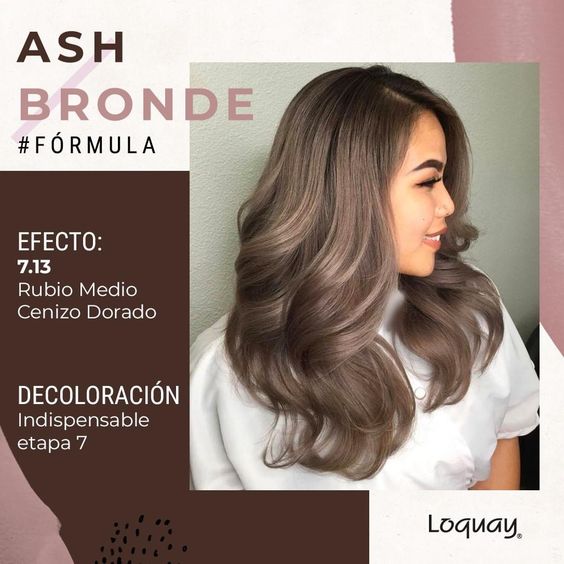 ASH
BRONDE
#FÓRMULA
EFECTO:
7.13
Rubio Medio
Cenizo Dorado
DECOLORACIÓN
Indispensable
etapa 7
Loquay®